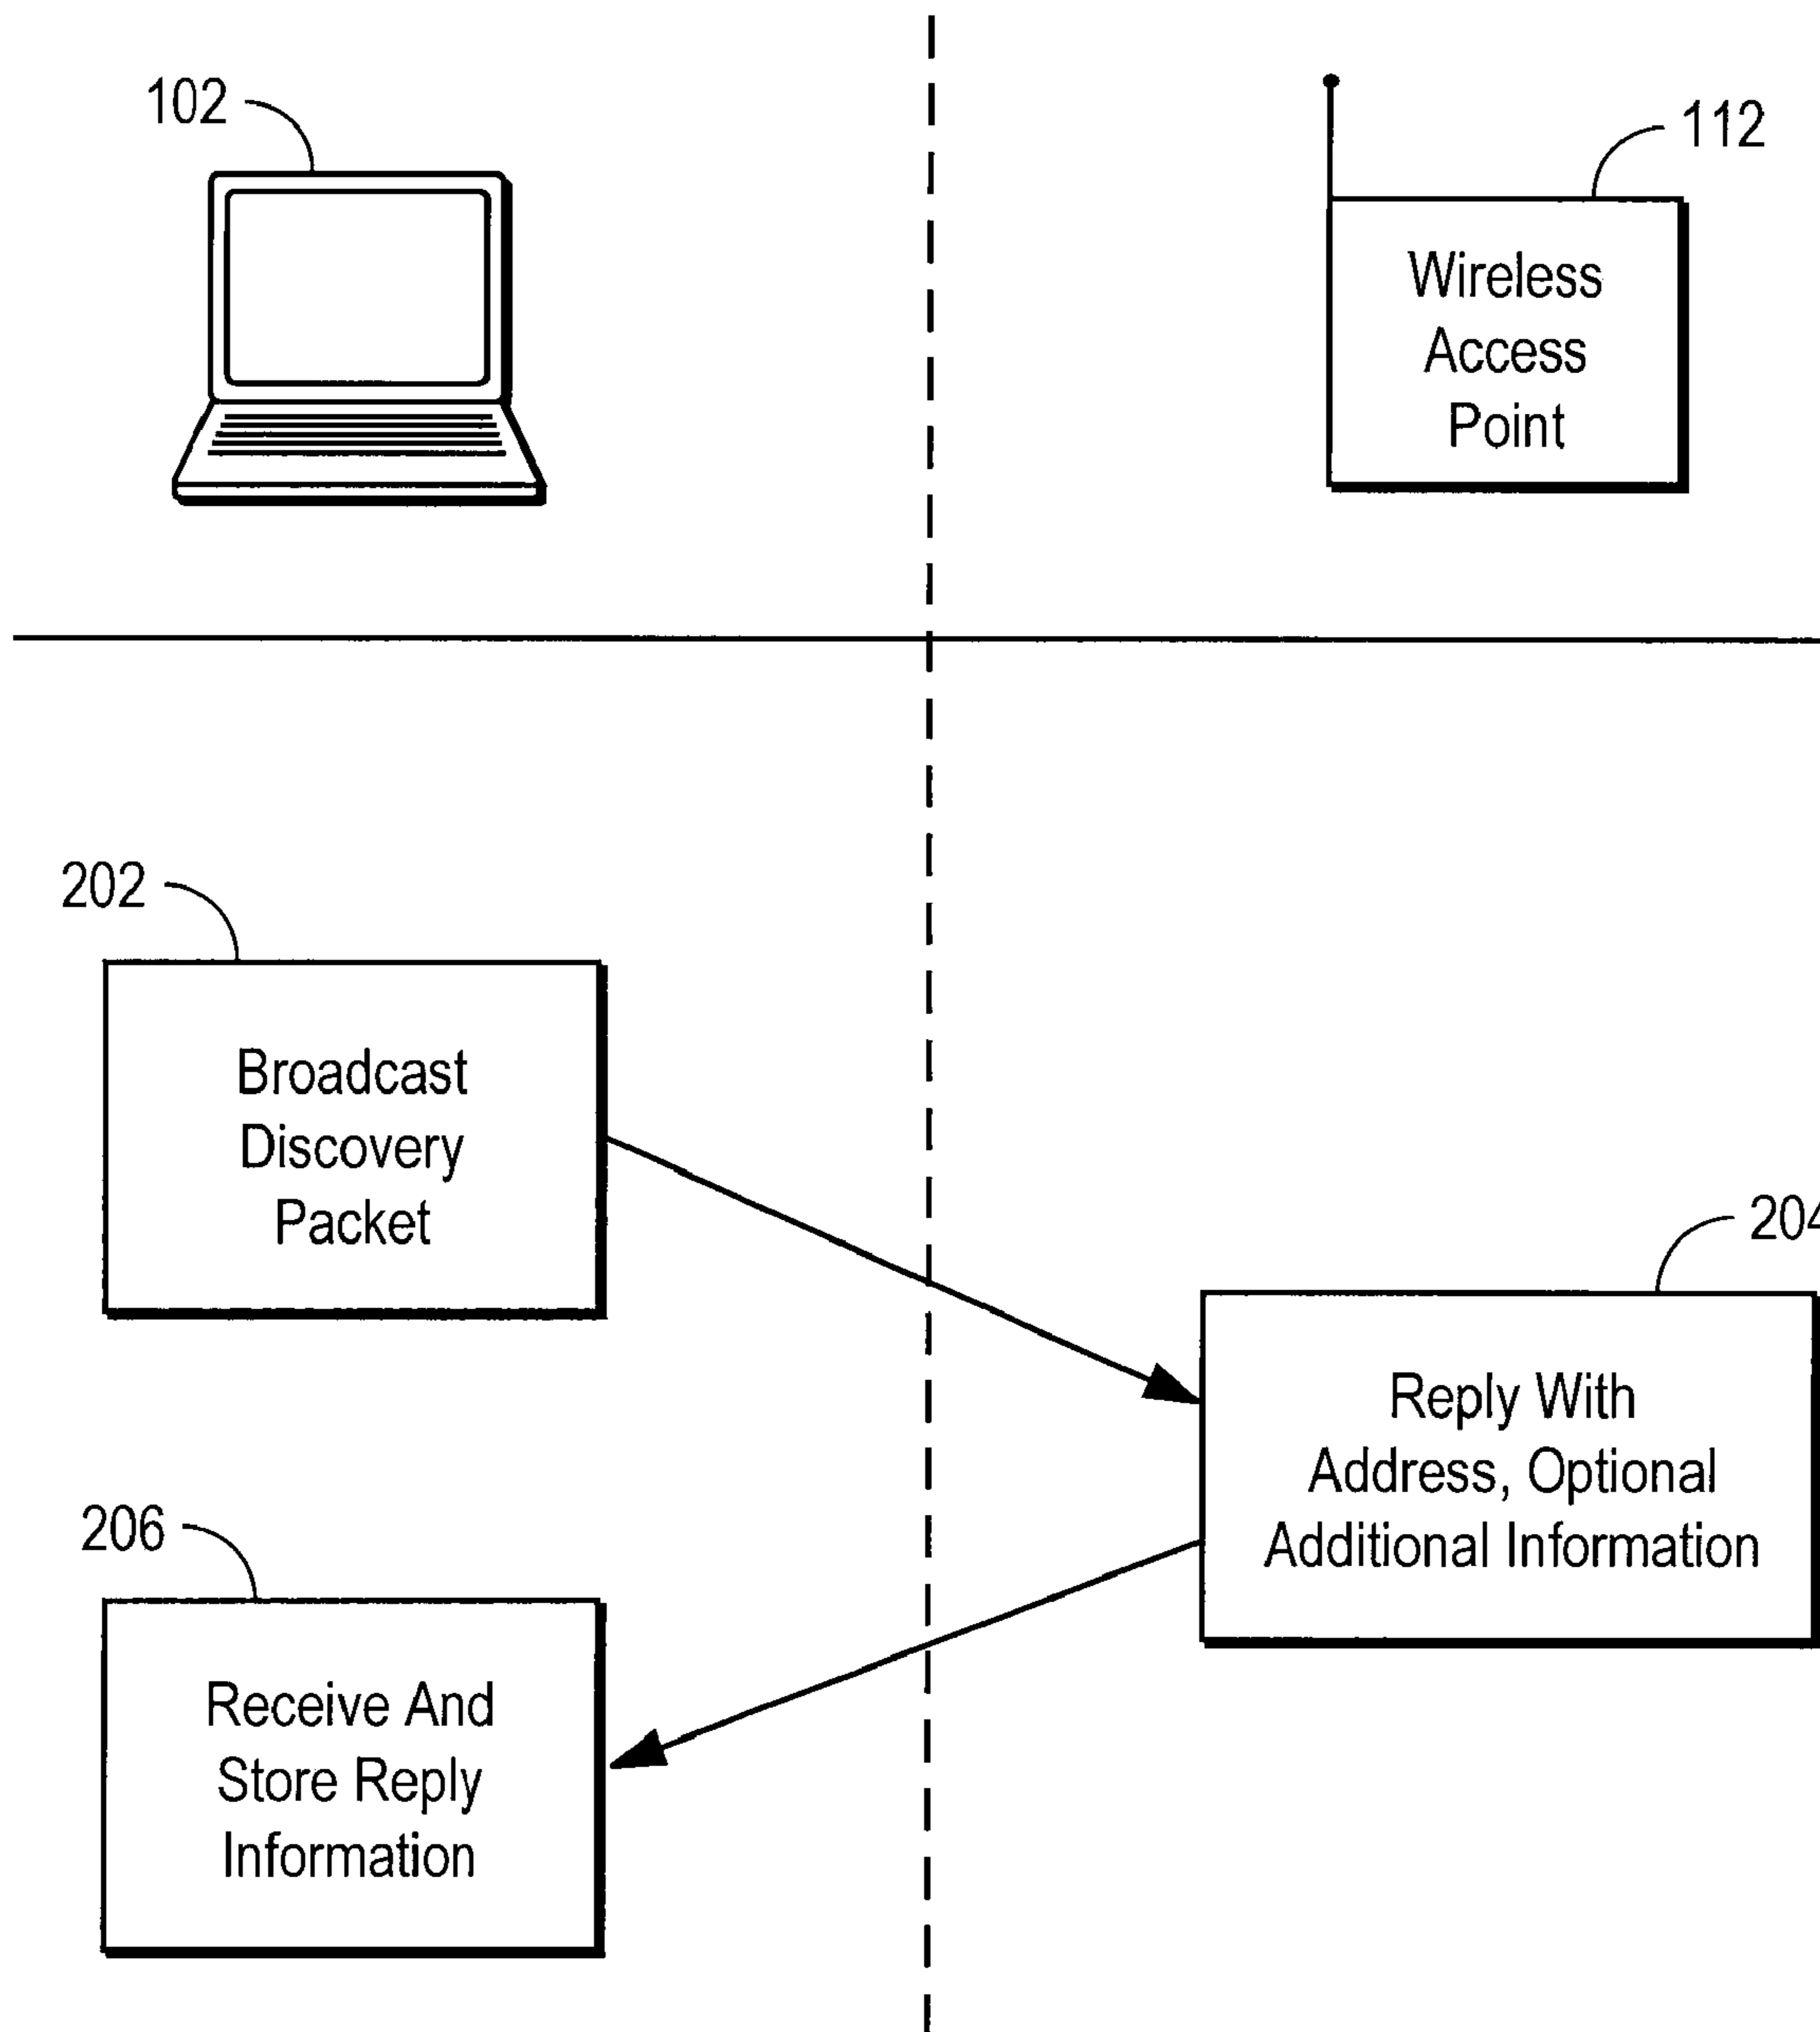 102
112
Wireless
Access
Point
202
Broadcast
Discovery
Packet
204
Reply With
Address, Optional
Additional Information
206
Receive And
Store Reply
Information